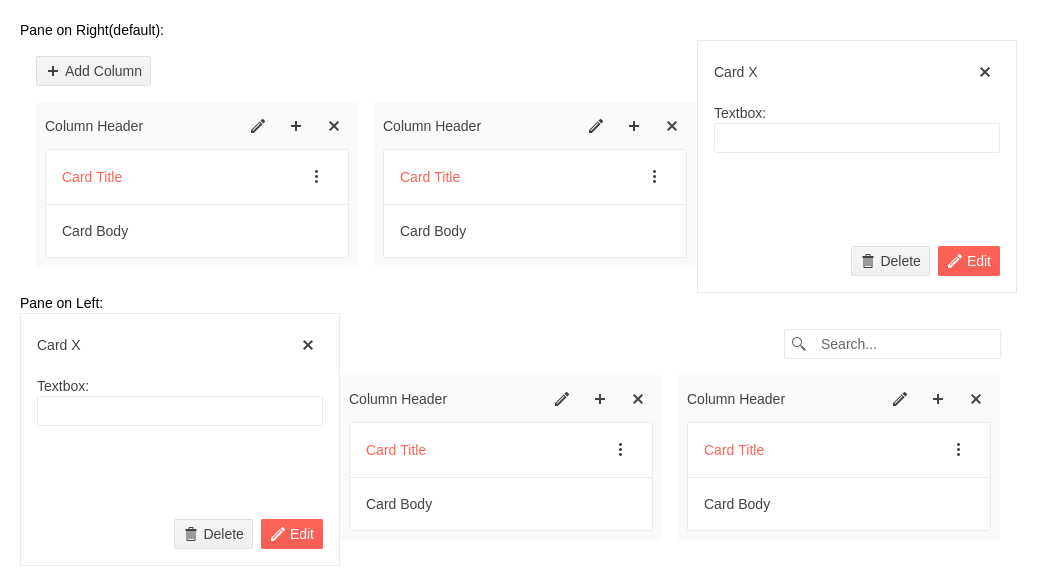 Pane on Right(default):
Add Column
Column Header
Card Title
Card Body
Column Header
Card Title
Card Body
Card X
Textbox:
Delete Edit
Pane on Left:
Card X
Textbox:
Delete Edit
Search...
Column Header
Card Title
Card Body
Column Header
Card Title
Card Body